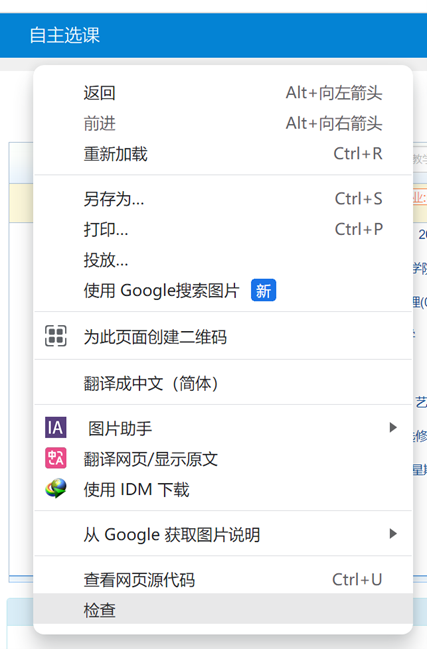 自主选课
返回 Alt+向左箭头
前进 Alt+向右箭头
重新加载 Ctrl+R
另存为... Ctrl+S
打印... Ctrl+P
投放...
使用 Google搜索图片 新
为此页面创建二维码
翻译成中文（简体）
IA 图片助手
翻译网页/显示原文
使用 IDM 下载
从 Google 获取图片说明
查看网页源代码 Ctrl+U
检查